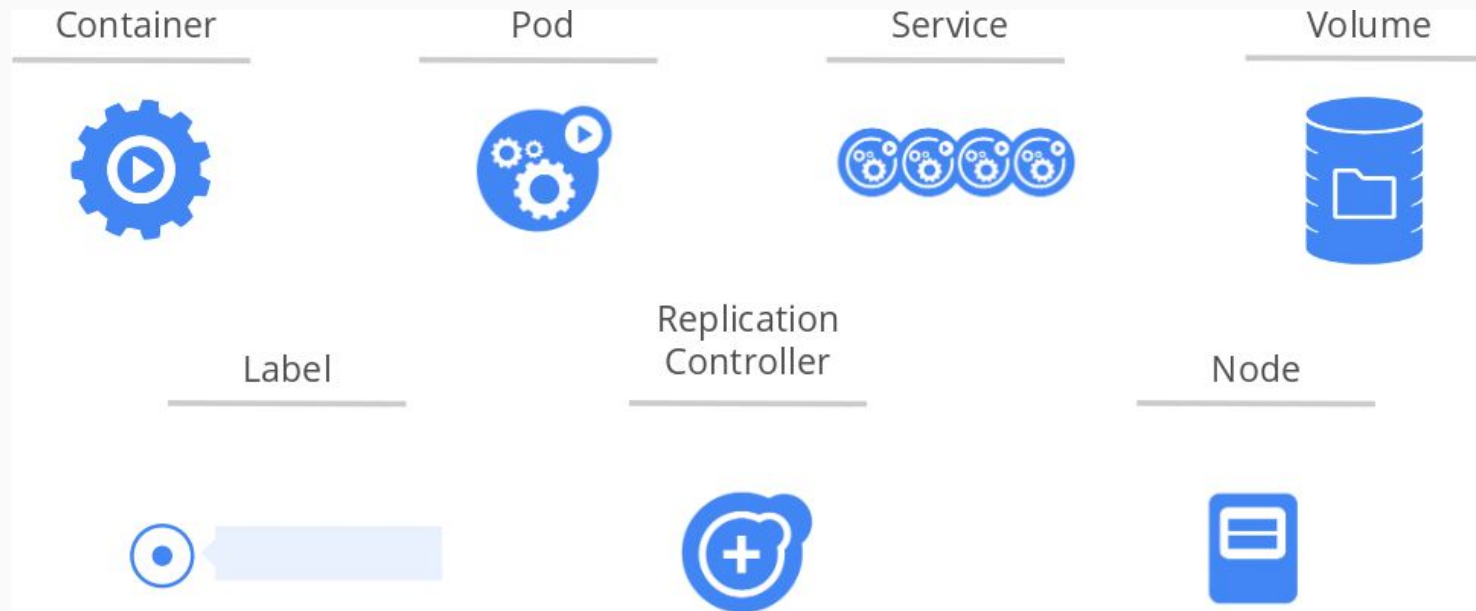 Container
Pod
Service
Volume
Label
Replication
Controller
Node